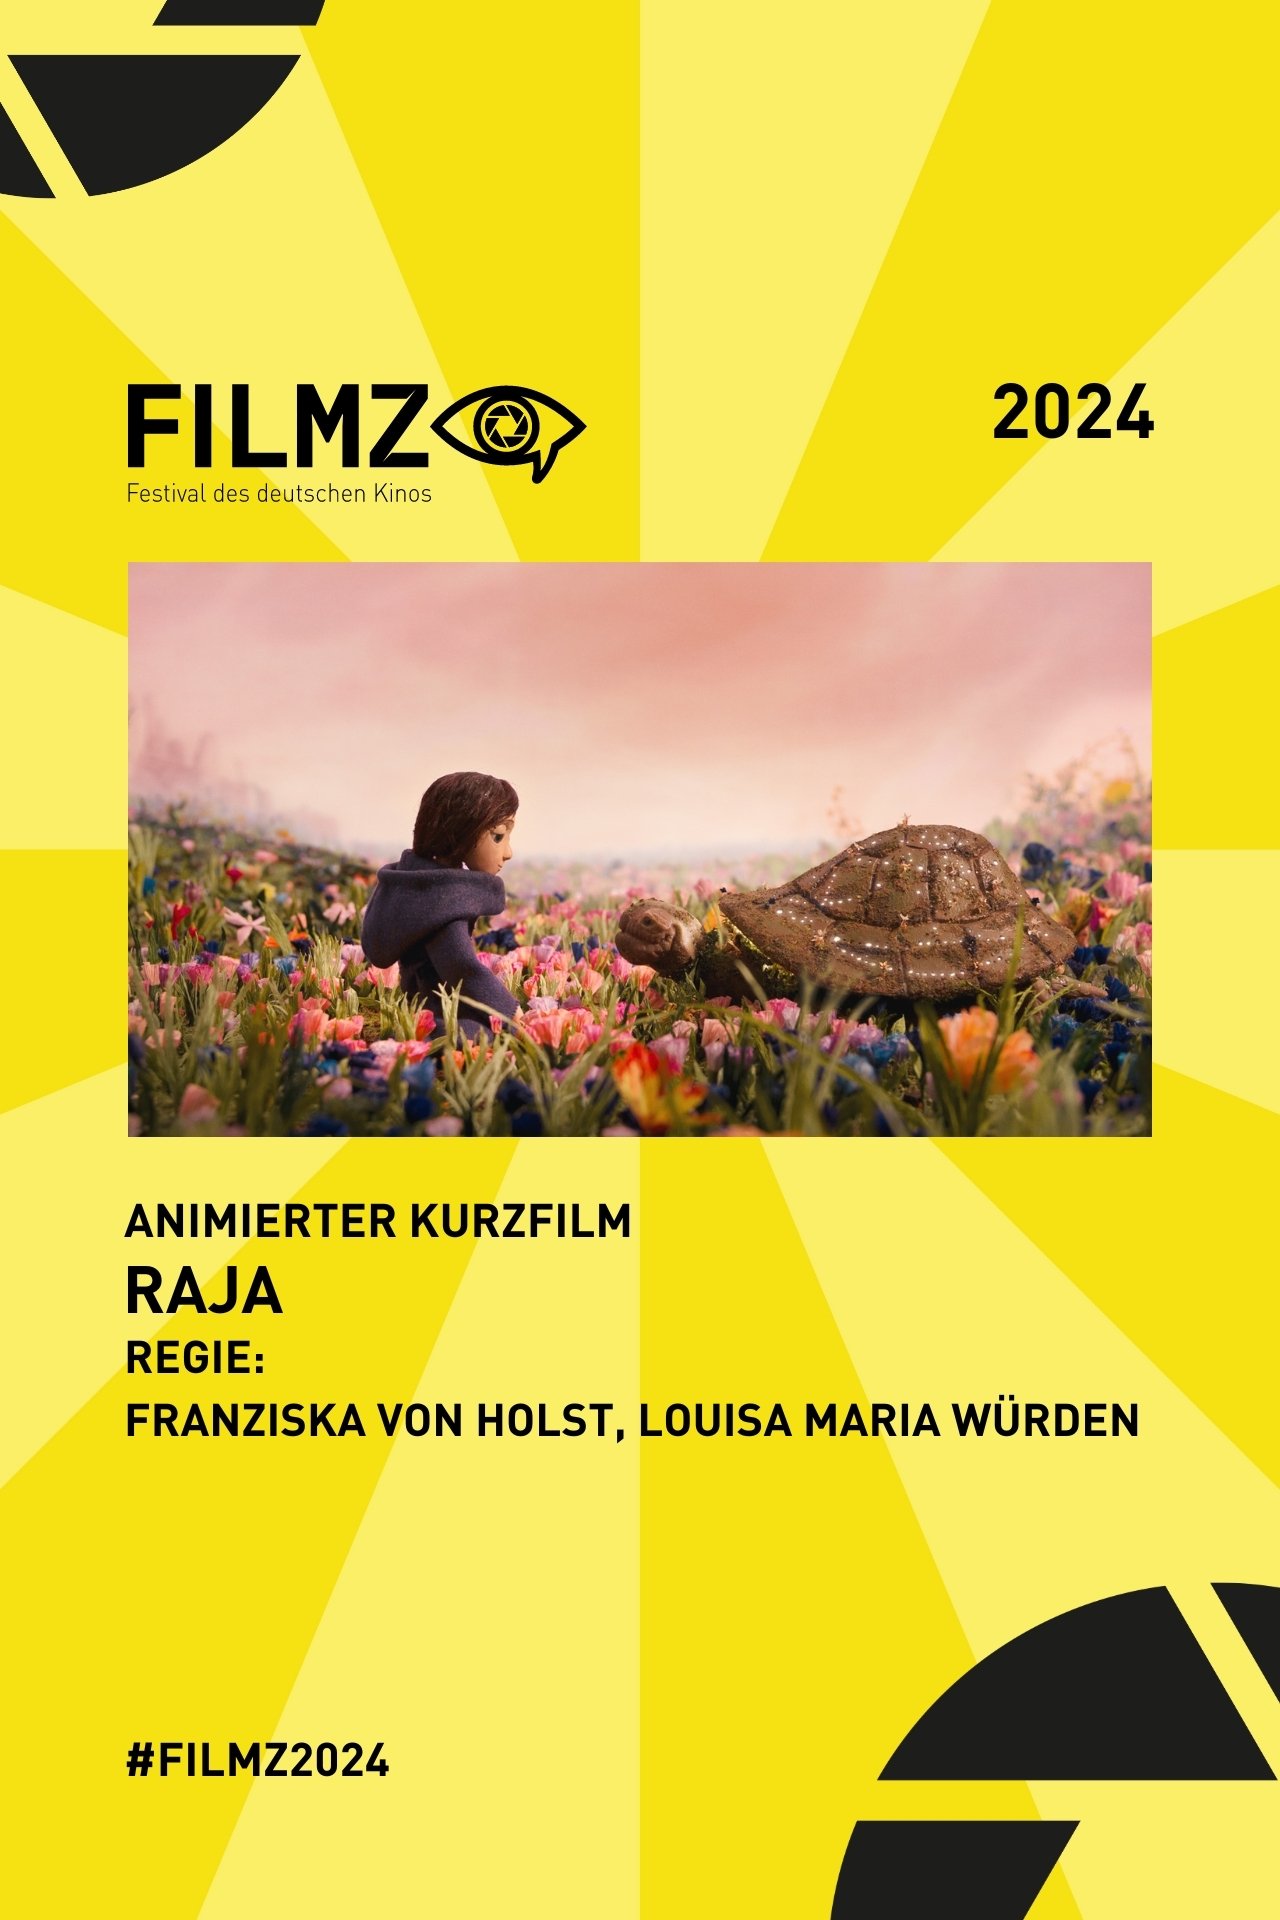 FILMZ
2024
Festival des deutschen Kinos
ANIMIERTER KURZFILM
RAJA
REGIE:
FRANZISKA VON HOLST, LOUISA MARIA WÜRDEN
#FILMZ2024